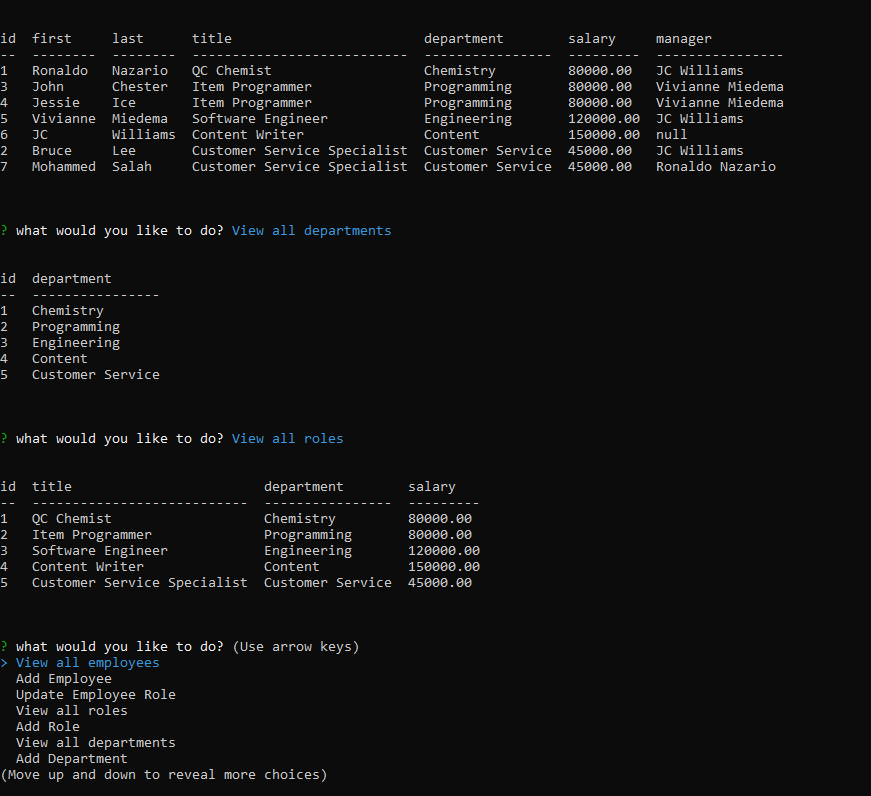 id  first     last      title                        department        salary     manager
--  --------  --------  ---------------------------  ----------------  ---------  ----------------
1   Ronaldo   Nazario   QC Chemist                   Chemistry         80000.00   JC Williams
3   John      Chester   Item Programmer              Programming       80000.00   Vivianne Miedema
4   Jessie    Ice       Item Programmer              Programming       80000.00   Vivianne Miedema
5   Vivianne  Miedema   Software Engineer            Engineering       120000.00  JC Williams
6   JC        Williams  Content Writer               Content           150000.00  null
2   Bruce     Lee       Customer Service Specialist  Customer Service  45000.00   JC Williams
7   Mohammed  Salah     Customer Service Specialist  Customer Service  45000.00   Ronaldo Nazario
? what would you like to do? View all departments
id  department
--  ----------------
1   Chemistry
2   Programming
3   Engineering
4   Content
5   Customer Service
? what would you like to do? View all roles
id  title                        department        salary
--  ---------------------------  ----------------  ---------
1   QC Chemist                   Chemistry         80000.00
2   Item Programmer              Programming       80000.00
3   Software Engineer            Engineering       120000.00
4   Content Writer               Content           150000.00
5   Customer Service Specialist  Customer Service  45000.00
? what would you like to do? (Use arrow keys)
> View all employees
  Add Employee
  Update Employee Role
  View all roles
  Add Role
  View all departments
  Add Department
(Move up and down to reveal more choices)